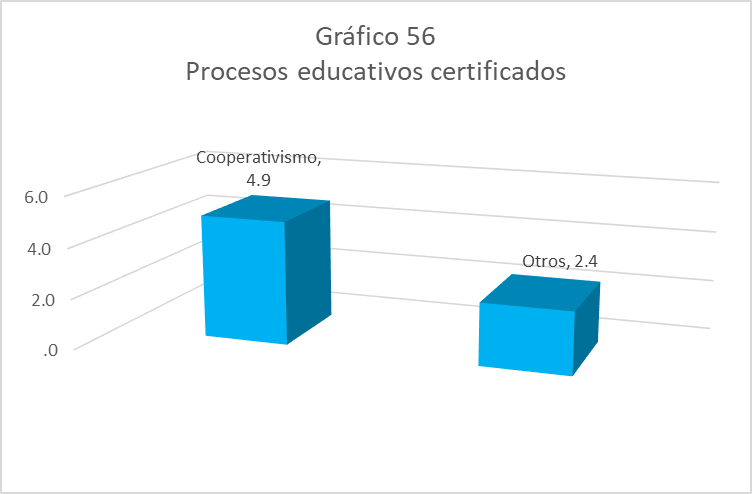 Gráfico 56
Procesos educativos certificados
Cooperativismo,
4.9
6.0
4.0
Otros, 2.4
2.0
.0